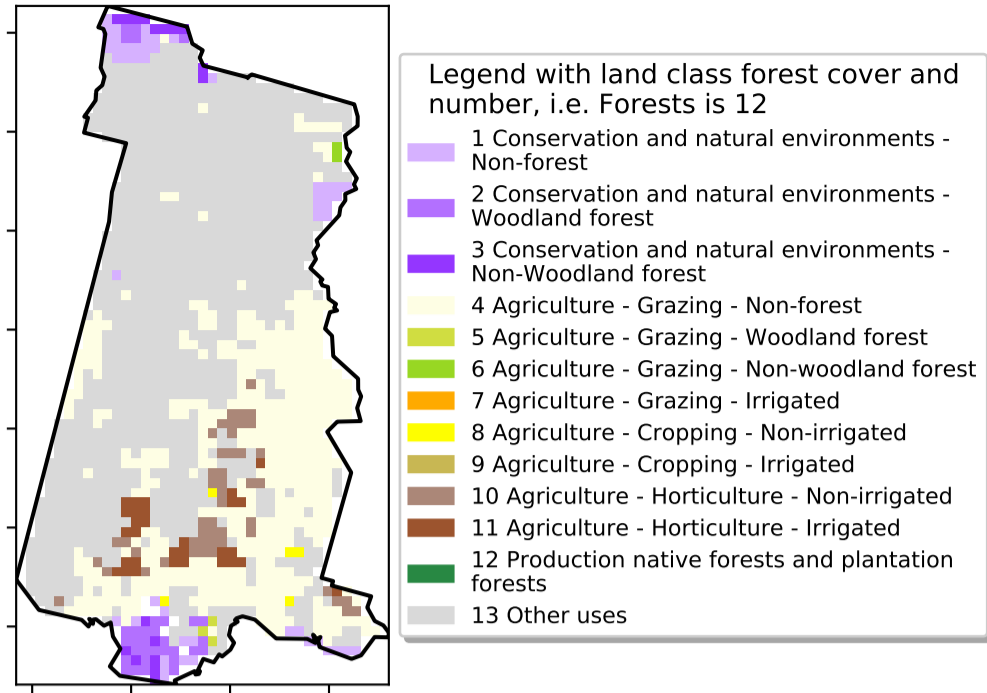 Legend with land class forest cover and
number, i.e. Forests is 12
1 Conservation and natural environments -
Non-forest
2 Conservation and natural environments -
Woodland forest
3 Conservation and natural environments -
Non-Woodland forest
4 Agriculture - Grazing - Non-forest
5 Agriculture - Grazing - Woodland forest
6 Agriculture - Grazing - Non-woodland forest
7 Agriculture - Grazing - Irrigated
8 Agriculture - Cropping - Non-irrigated
9 Agriculture - Cropping - Irrigated
10 Agriculture - Horticulture - Non-irrigated
11 Agriculture - Horticulture - Irrigated
12 Production native forests and plantation
forests
13 Other uses